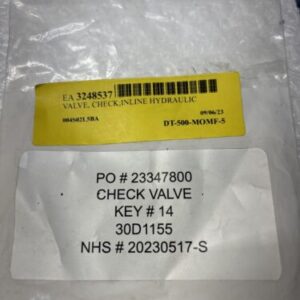 EA 3248537
VALVE, CHECK;INLINE HYDRAULIC
09/06/23
DT-500-MOMF-5
PO # 23347800
CHECK VALVE
KEY # 14
30D1155
NHS # 20230517-S